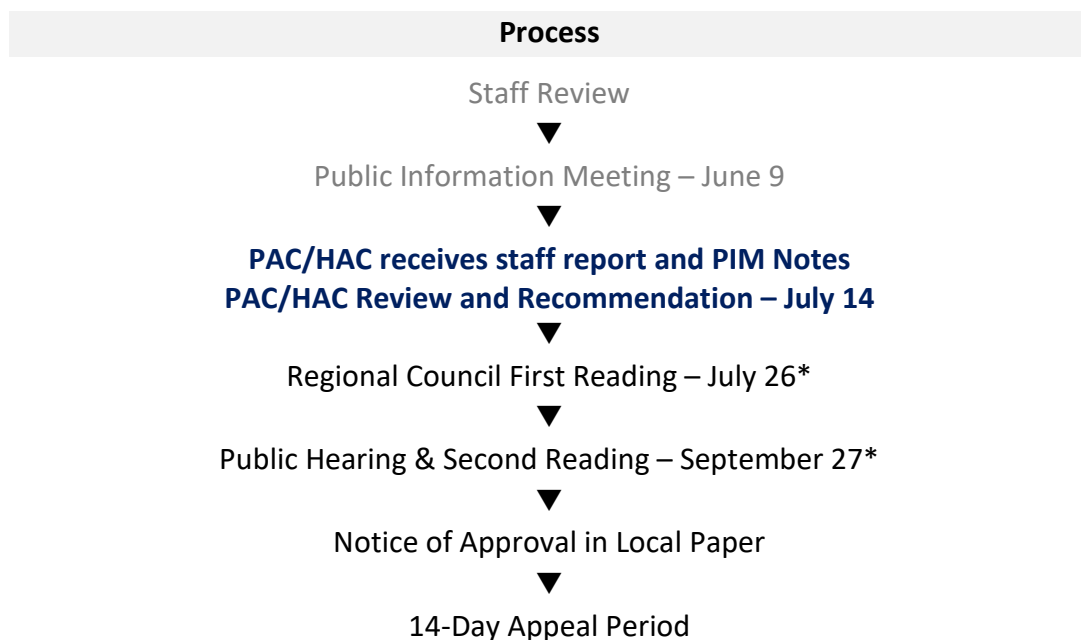 Process
Staff Review
Public Information Meeting – June 9
PAC/HAC receives staff report and PIM Notes
PAC/HAC Review and Recommendation – July 14
Regional Council First Reading – July 26*
Public Hearing & Second Reading – September 27*
Notice of Approval in Local Paper
14-Day Appeal Period